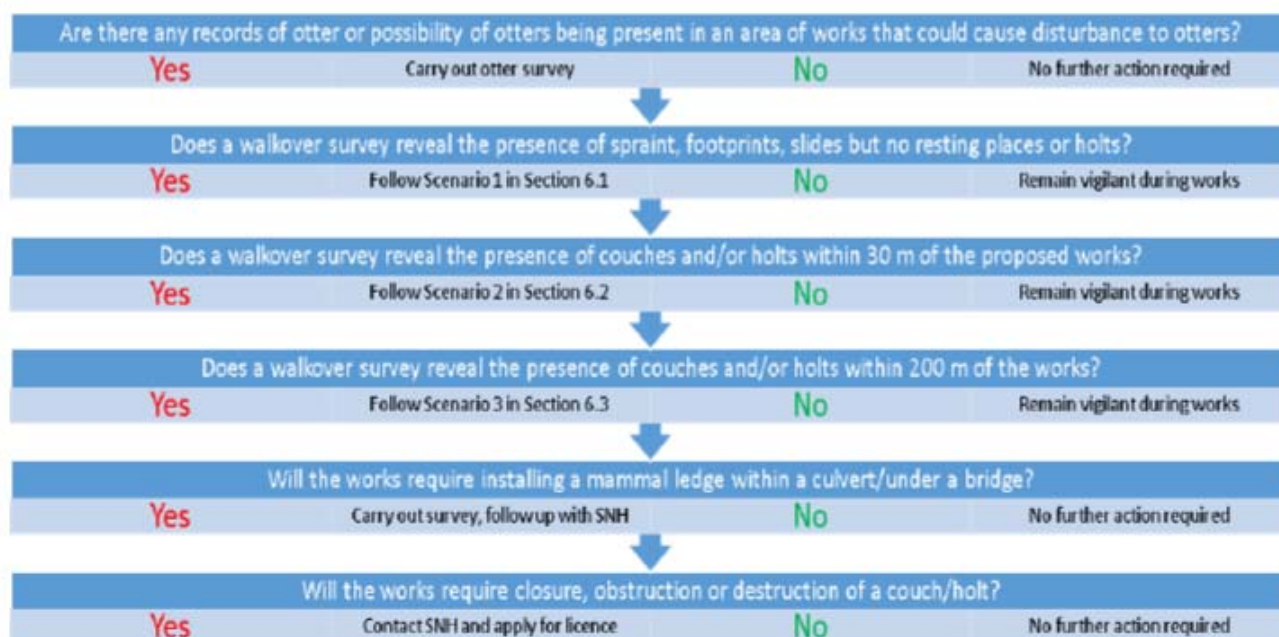 Are there any records of otter or possibility of otters being present in an area of works that could cause disturbance to otters?
Yes Carry out otter survey No No further action required
Does a walkover survey reveal the presence of spraint, footprints, slides but no resting places or holts?
Yes Follow Scenario 1 in Section 6.1 No Remain vigilant during works
Does a walkover survey reveal the presence of couches and/or holts within 30 m of the proposed works?
Yes Follow Scenario 2 in Section 6.2 No Remain vigilant during works
Does a walkover survey reveal the presence of couches and/or holts within 200 m of the works?
Yes Follow Scenario 3 in Section 6.3 No Remain vigilant during works
Will the works require installing a mammal ledge within a culvert/under a bridge?
Yes Carry out survey, follow up with SNH No No further action required
Will the works require closure, obstruction or destruction of a couch/holt?
Yes Contact SNH and apply for licence No No further action required